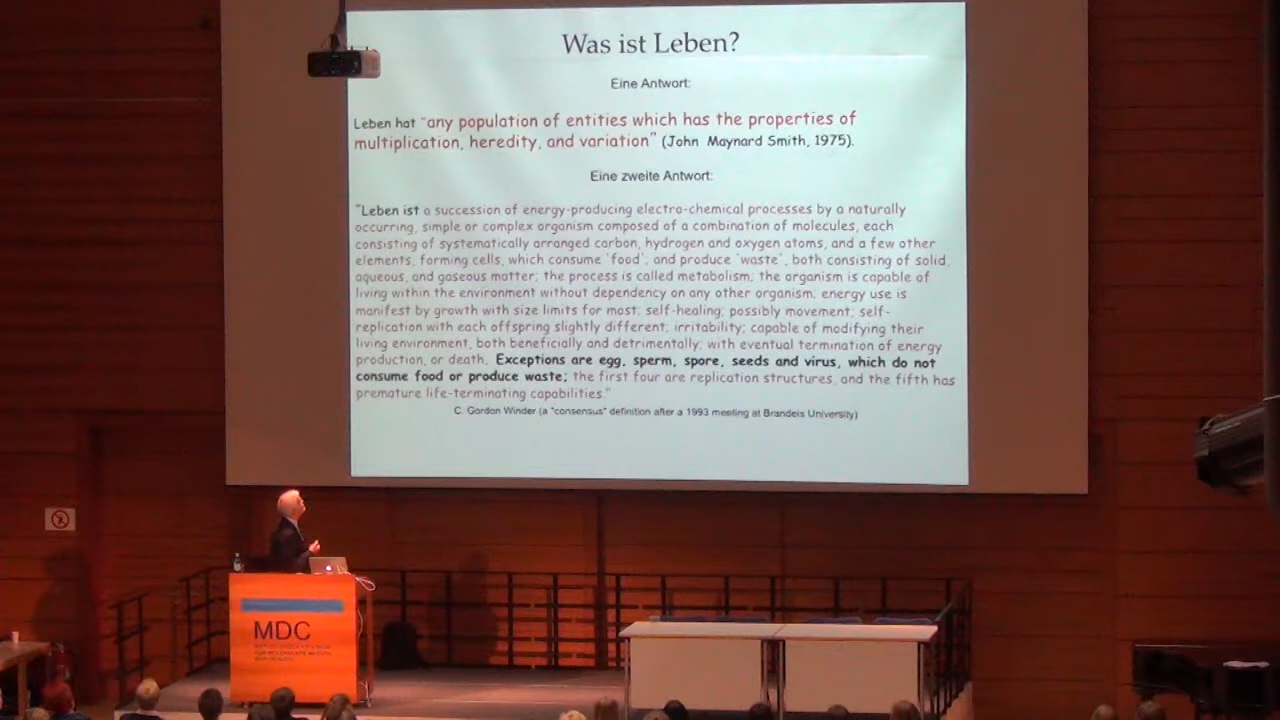 Was ist Leben?
Eine Antwort:
Leben hat "any population of entities which has the properties of
multiplication, heredity, and variation" (John Maynard Smith, 1975).
Eine zweite Antwort:
"Leben ist a succession of energy-producing electro-chemical processes by a naturally
occurring, simple or complex organism composed of a combination of molecules, each
consisting of systematically arranged carbon, hydrogen and oxygen atoms, and a few other
elements, forming cells, which consume 'food', and produce 'waste', both consisting of solid,
aqueous, and gaseous matter; the process is called metabolism; the organism is capable of
living within the environment without dependency on any other organism; energy use is
manifest by growth with size limits for most; self-healing; possibly movement; self-
replication with each offspring slightly different; irritability; capable of modifying their
living environment, both beneficially and detrimentally; with eventual termination of energy
production, or death. Exceptions are egg, sperm, spore, seeds and virus, which do not
consume food or produce waste; the first four are replication structures, and the fifth has
premature life-terminating capabilities."
C. Gordon Winder (a "consensus" definition after a 1993 meeting at Brandeis University)
MDC